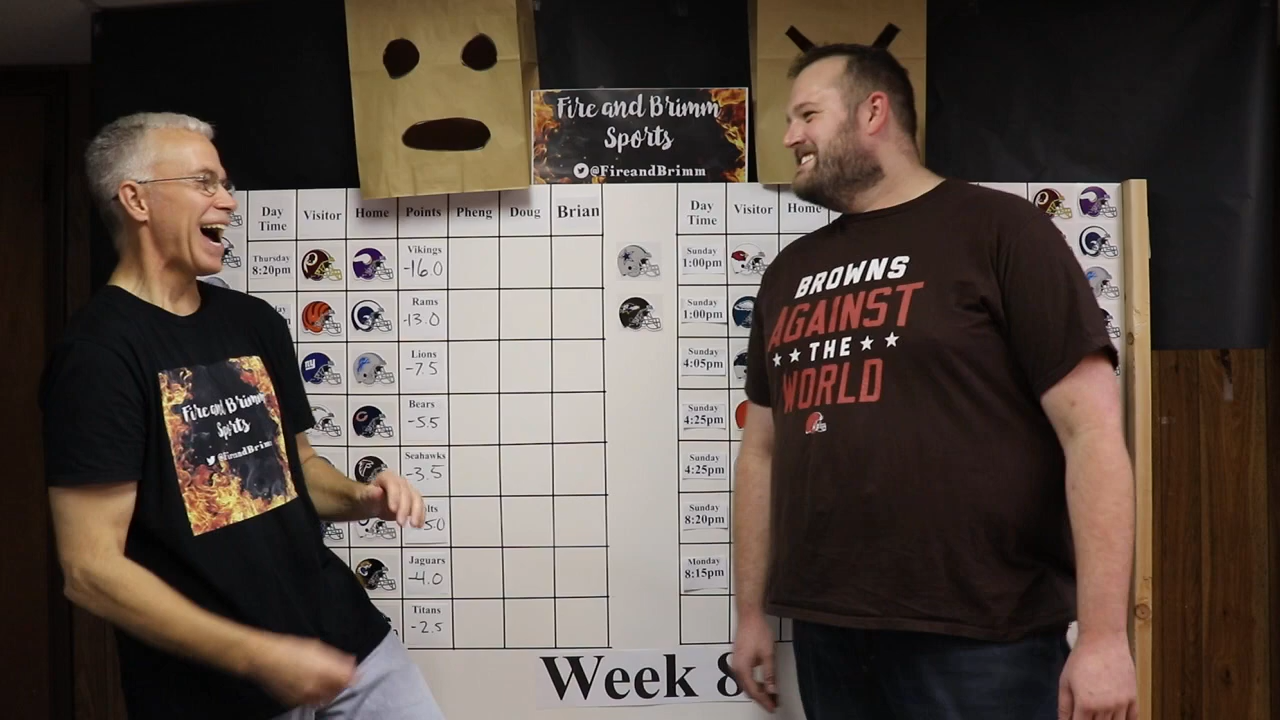 Fire and Brimm
Sports
@FireandBrimm
Day
Time
Visitor
Home
Points
Pheng
Doug
Brian
Thursday
8:20pm
Vikings
-16.0
Rams
-13.0
Lions
-7.5
Bears
-5.5
Seahawks
-3.5
5.0
Jaguars
-4.0
Titans
-2.5
Day
Time
Visitor
Home
Sunday
1:00pm
Sunday
1:00pm
Sunday
4:05pm
Sunday
4:25pm
Sunday
4:25pm
Sunday
8:20pm
Monday
8:15pm
Week 8
Fire and Brimm
Sports
@FireandBrimm
BROWNS
AGAINST
THE
WORLD